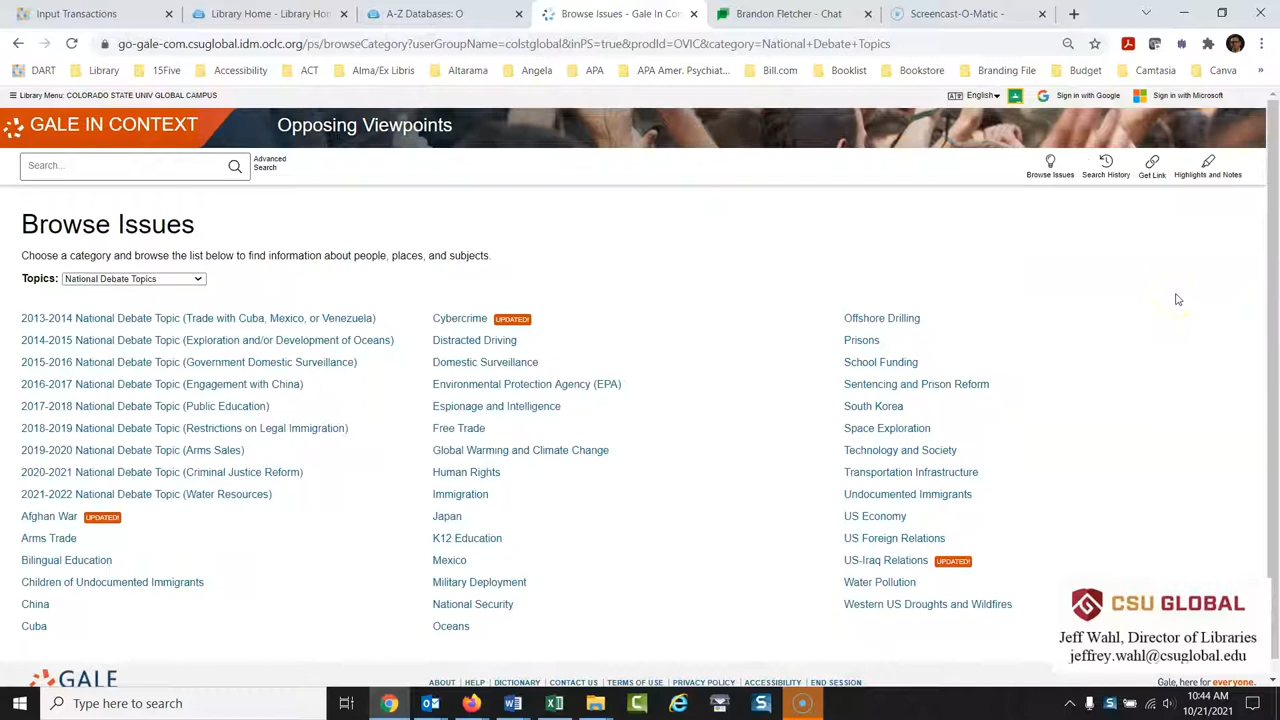 Input Transactions
Library Home - Library Hom
A-Z Databases: O
Browse Issues - Gale In Con
Brandon Fletcher - Chat
Screencast-O-Matic -
go-gale-com.csuglobal.idm.oclc.org/ps/browseCategory?userGroupName=colstglobal&inPS=true&prodId=OVIC&category=National+Debate+Topics
DART
Library
15Five
Accessibility
ACT
Alma/Ex Libris
Altarama
Angela
APA
APA Amer. Psychiat...
Bill.com
Booklist
Bookstore
Branding File
Budget
Camtasia
Canva
»
Library Menu: COLORADO STATE UNIV GLOBAL CAMPUS
English
Sign in with Google
Sign in with Microsoft
GALE IN CONTEXT
Opposing Viewpoints
Search...
Advanced
Search
Browse Issues
Search History
Get Link
Highlights and Notes
Browse Issues
Choose a category and browse the list below to find information about people, places, and subjects.
Topics: National Debate Topics
2013-2014 National Debate Topic (Trade with Cuba, Mexico, or Venezuela)
2014-2015 National Debate Topic (Exploration and/or Development of Oceans)
2015-2016 National Debate Topic (Government Domestic Surveillance)
2016-2017 National Debate Topic (Engagement with China)
2017-2018 National Debate Topic (Public Education)
2018-2019 National Debate Topic (Restrictions on Legal Immigration)
2019-2020 National Debate Topic (Arms Sales)
2020-2021 National Debate Topic (Criminal Justice Reform)
2021-2022 National Debate Topic (Water Resources)
Afghan War UPDATED!
Arms Trade
Bilingual Education
Children of Undocumented Immigrants
China
Cuba
Cybercrime UPDATED!
Distracted Driving
Domestic Surveillance
Environmental Protection Agency (EPA)
Espionage and Intelligence
Free Trade
Global Warming and Climate Change
Human Rights
Immigration
Japan
K12 Education
Mexico
Military Deployment
National Security
Oceans
Offshore Drilling
Prisons
School Funding
Sentencing and Prison Reform
South Korea
Space Exploration
Technology and Society
Transportation Infrastructure
Undocumented Immigrants
US Economy
US Foreign Relations
US-Iraq Relations UPDATED!
Water Pollution
Western US Droughts and Wildfires
CSU GLOBAL
Jeff Wahl, Director of Libraries
jeffrey.wahl@csuglobal.edu
GALE
ABOUT
HELP
DICTIONARY
CONTACT US
TERMS OF USE
PRIVACY POLICY
ACCESSIBILITY
END SESSION
Gale, here for everyone.
Type here to search
10:44 AM
10/21/2021